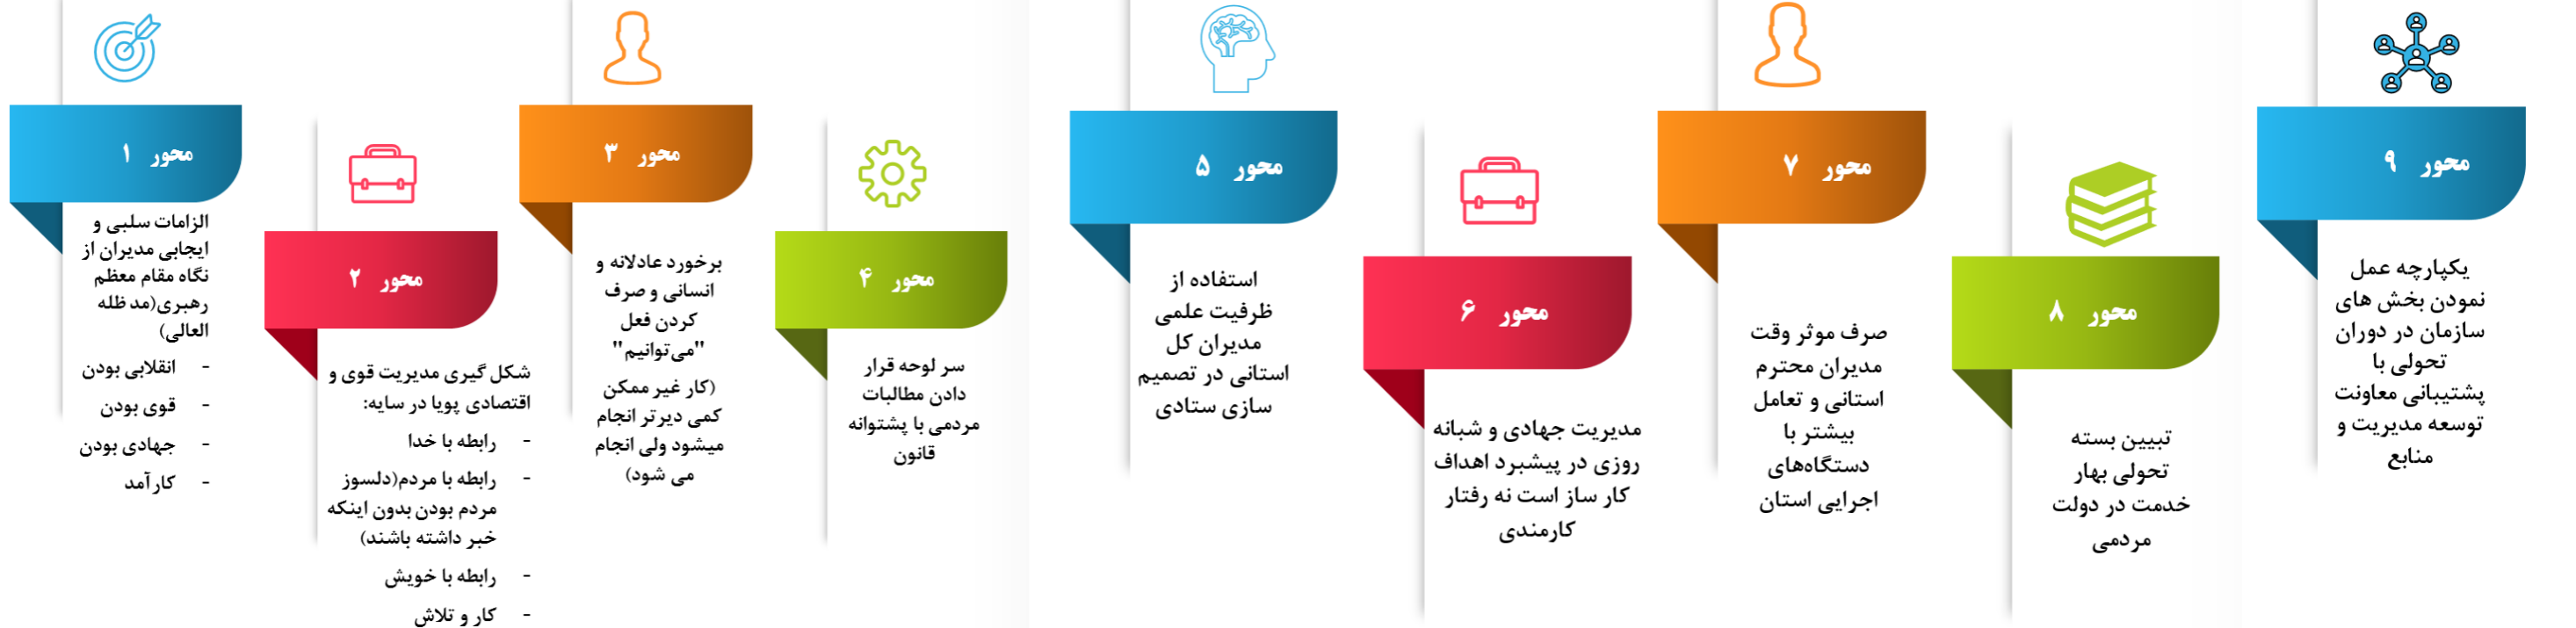 محور ۱
الزامات سلبی و
ایجابی مدیران از
نگاه مقام معظم
رهبری(مد ظله
العالی)
- انقلابی بودن
- قوی بودن
- جهادی بودن
- کارآمد
محور ۲
شکل گیری مدیریت قوی و
اقتصادی پویا در سایه:
- رابطه با خدا
- رابطه با مردم(دلسوز
مردم بودن بدون اینکه
خبر داشته باشند)
- رابطه با خویش
- کار و تلاش
محور ۳
برخورد عادلانه و
انسانی و صرف
کردن فعل
"می‌توانیم"
(کار غیر ممکن
کمی دیرتر انجام
میشود ولی انجام
می شود)
محور ۴
سر لوحه قرار
دادن مطالبات
مردمی با پشتوانه
قانون
محور ۵
استفاده از
ظرفیت علمی
مدیران کل
استانی در تصمیم
سازی ستادی
محور ۶
مدیریت جهادی و شبانه
روزی در پیشبرد اهداف
کار ساز است نه رفتار
کارمندی
محور ۷
صرف موثر وقت
مدیران محترم
استانی و تعامل
بیشتر با
دستگاه‌های
اجرایی استان
محور ۸
تبیین بسته
تحولی بهار
خدمت در دولت
مردمی
محور ۹
یکپارچه عمل
نمودن بخش های
سازمان در دوران
تحولی با
پشتیبانی معاونت
توسعه مدیریت و
منابع